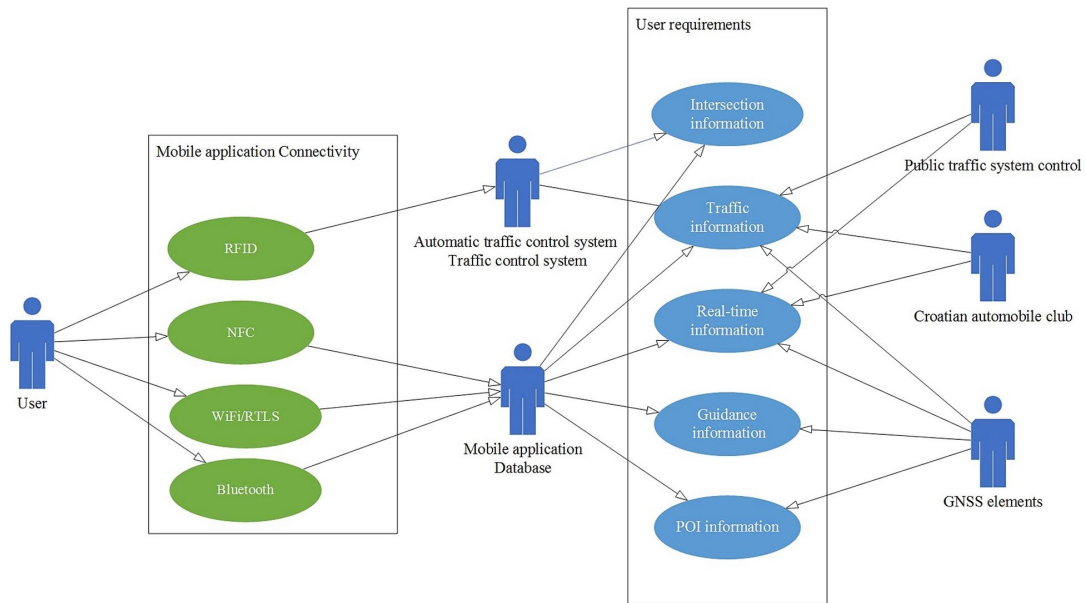 User requirements
Intersection
information
Public traffic system control
Mobile application Connectivity
Automatic traffic control system
Traffic control system
Traffic
information
RFID
Real-time
information
Croatian automobile club
NFC
User
WiFi/RTLS
Mobile application
Database
Guidance
information
Bluetooth
GNSS elements
POI information